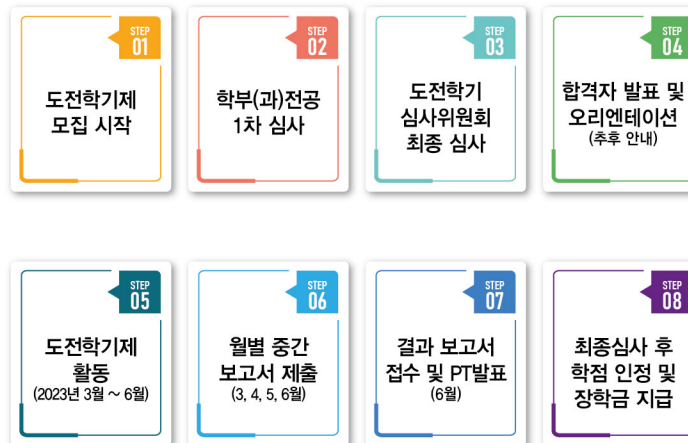 STEP
01
도전학기제
모집 시작
STEP
02
학부(과)전공
1차 심사
STEP
03
도전학기
심사위원회
최종 심사
STEP
04
합격자 발표 및
오리엔테이션
(추후 안내)
STEP
05
도전학기제
활동
(2023년 3월 ~ 6월)
STEP
06
월별 중간
보고서 제출
(3, 4, 5, 6월)
STEP
07
결과 보고서
접수 및 PT발표
(6월)
STEP
08
최종심사 후
학점 인정 및
장학금 지급